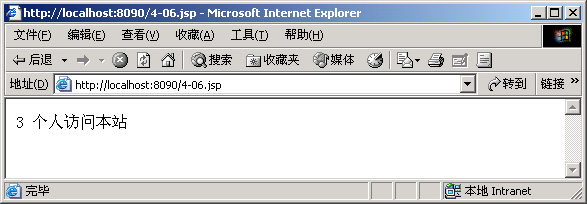 http://localhost:8090/4-06.jsp - Microsoft Internet Explorer
文件(F) 编辑(E) 查看(V) 收藏(A) 工具(T) 帮助(H)
后退 搜索 收藏夹 媒体
地址(D) http://localhost:8090/4-06.jsp 转到 链接 »
3 个人访问本站
完毕 本地 Intranet